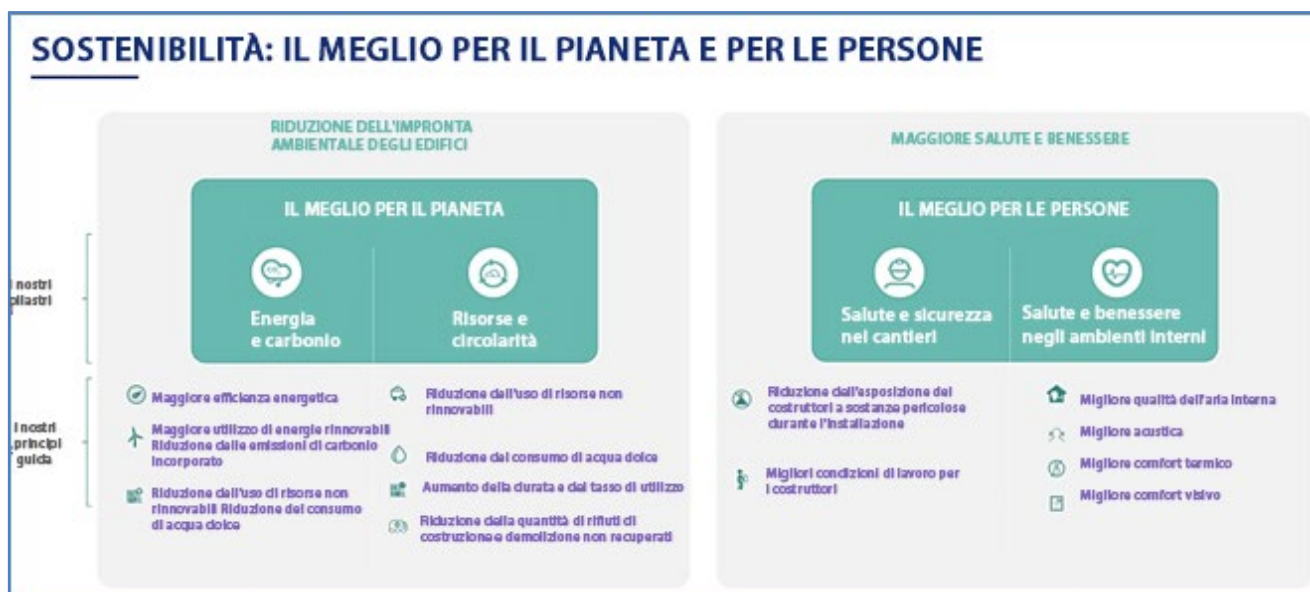 SOSTENIBILITÀ: IL MEGLIO PER IL PIANETA E PER LE PERSONE
RIDUZIONE DELL'IMPRONTA
AMBIENTALE DEGLI EDIFICI
IL MEGLIO PER IL PIANETA
I nostri
pilastri
Energia
e carbonio
Risorse e
circolarità
I nostri
principi
guida
Maggiore efficienza energetica
Maggiore utilizzo di energie rinnovabili
Riduzione delle emissioni di carbonio
incorporato
Riduzione dell'uso di risorse non
rinnovabili Riduzione del consumo
di acqua dolce
Riduzione dell'uso di risorse non
rinnovabili
Riduzione del consumo di acqua dolce
Aumento della durata e del tasso di utilizzo
Riduzione della quantità di rifiuti di
costruzione e demolizione non recuperati
MAGGIORE SALUTE E BENESSERE
IL MEGLIO PER LE PERSONE
Salute e sicurezza
nei cantieri
Salute e benessere
negli ambienti interni
Riduzione dell'esposizione dei
costruttori a sostanze pericolose
durante l'installazione
Migliori condizioni di lavoro per
i costruttori
Migliore qualità dell'aria interna
Migliore acustica
Migliore comfort termico
Migliore comfort visivo